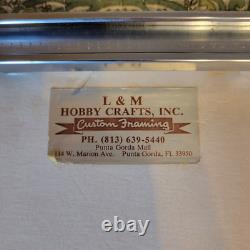 L & M
HOBBY CRAFTS, INC.
Custom Framing
PH. (813) 639-5440
Punta Gorda Mall
114 W. Marion Ave. Punta Gorda, FL 33950
ebay